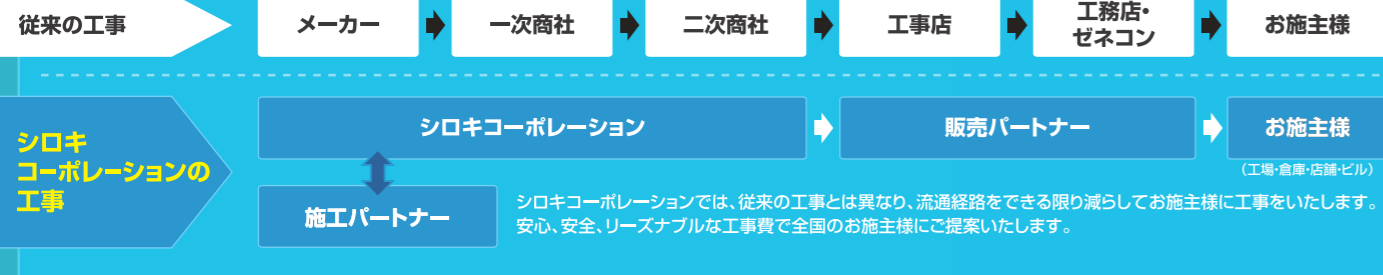 従来の工事
メーカー
一次商社
二次商社
工事店
工務店・
ゼネコン
お施主様
シロキ
コーポレーションの
工事
シロキコーポレーション
販売パートナー
お施主様
（工場・倉庫・店舗・ビル）
施工パートナー
シロキコーポレーションでは、従来の工事とは異なり、流通経路をできる限り減らしてお施主様に工事をいたします。
安心、安全、リーズナブルな工事費で全国のお施主様にご提案いたします。